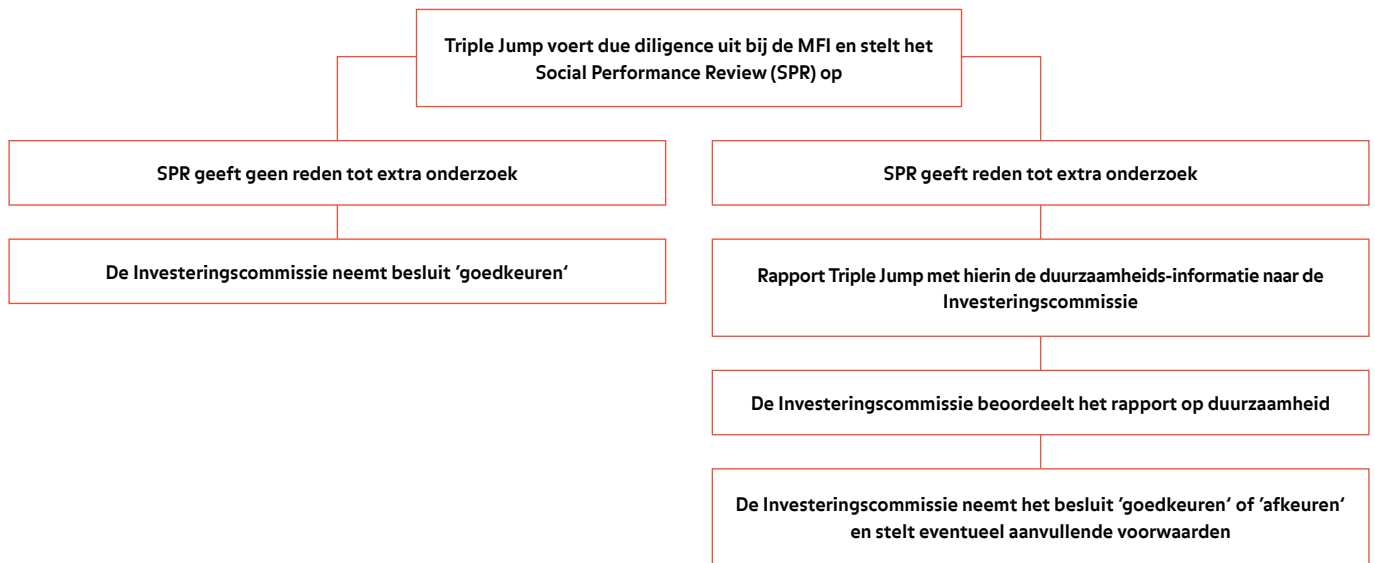 Triple Jump voert due diligence uit bij de MFI en stelt het
Social Performance Review (SPR) op
SPR geeft geen reden tot extra onderzoek
De Investeringscommissie neemt besluit ’goedkeuren‘
SPR geeft reden tot extra onderzoek
Rapport Triple Jump met hierin de duurzaamheids-informatie naar de
Investeringscommissie
De Investeringscommissie beoordeelt het rapport op duurzaamheid
De Investeringscommissie neemt het besluit ’goedkeuren‘ of ’afkeuren‘
en stelt eventueel aanvullende voorwaarden